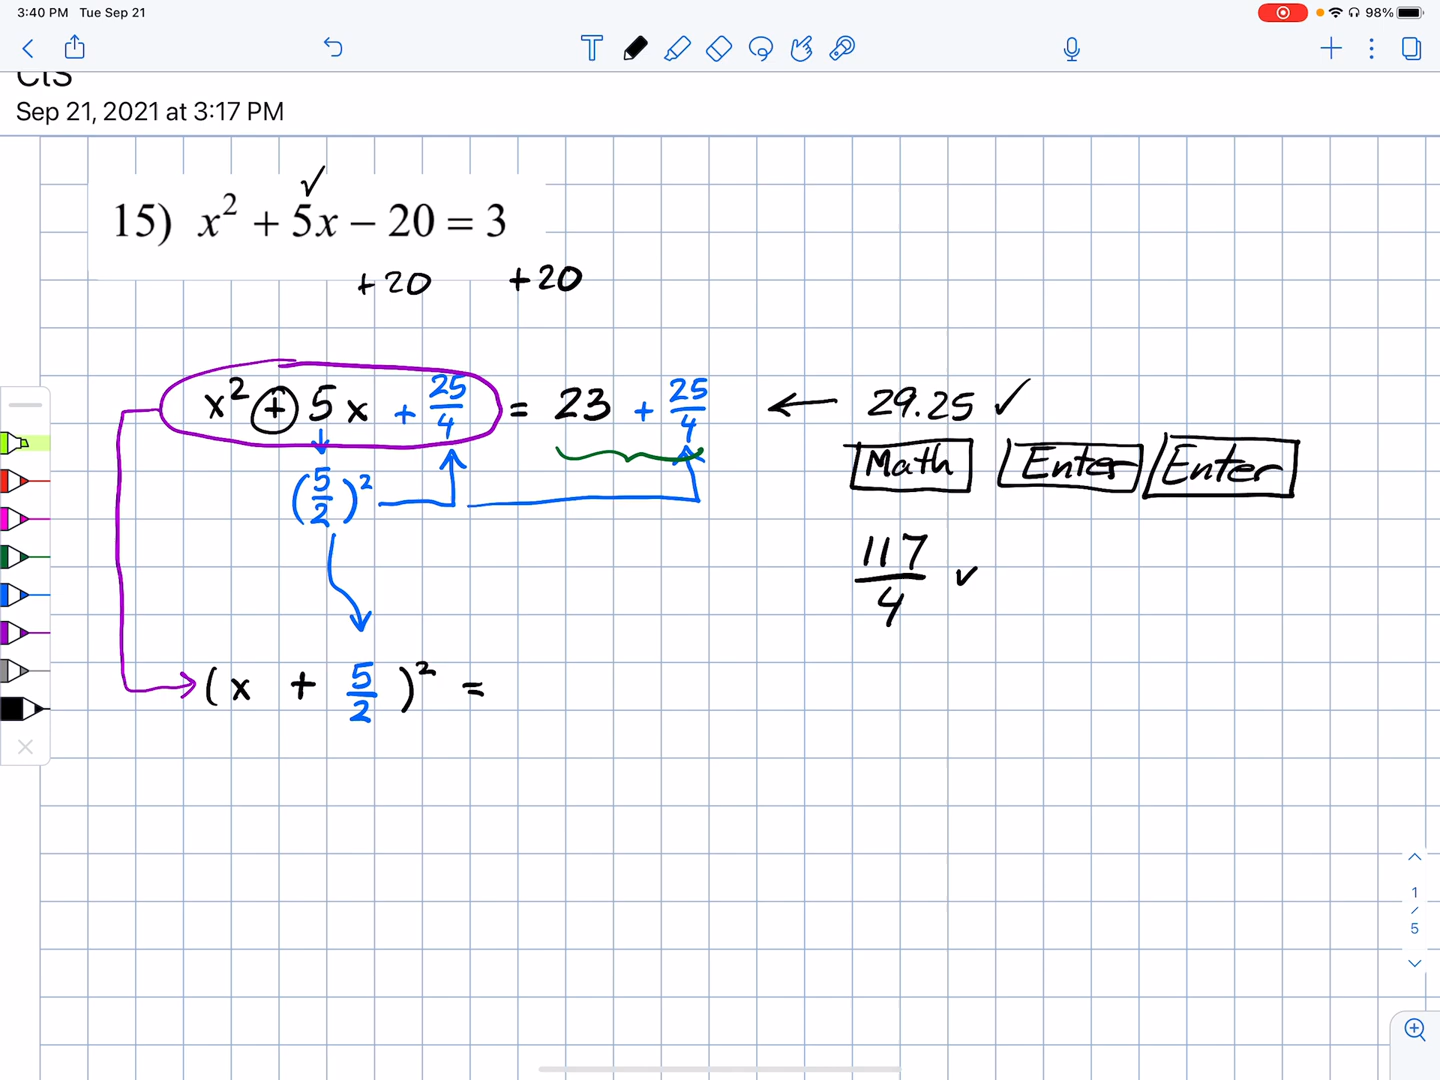 3:40 PM Tue Sep 21 98%
CTS
Sep 21, 2021 at 3:17 PM
✓
15) x² + 5x − 20 = 3
+20 +20
x² + 5x + 25/4 = 23 + 25/4 ← 29.25 ✓
Math Enter Enter
(5/2)²
117/4 ✓
(x + 5/2)² =
1
/
5